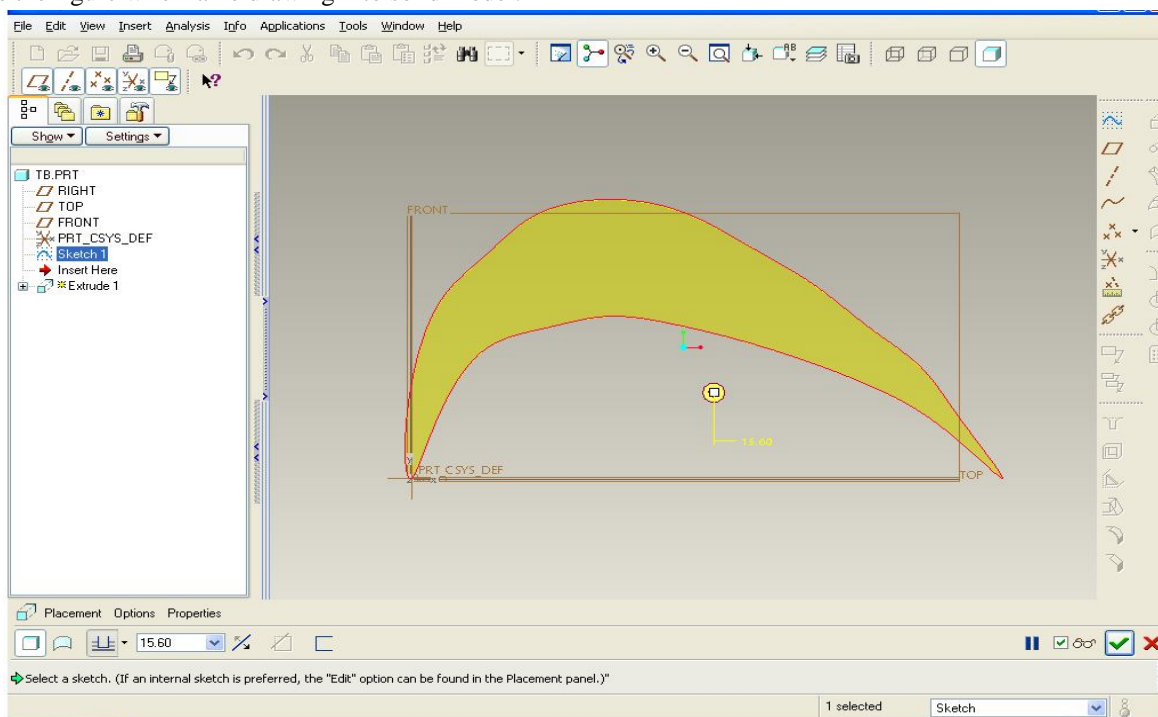 File Edit View Insert Analysis Info Applications Tools Window Help
Show Settings
TB.PRT
RIGHT
TOP
FRONT
PRT_CSYS_DEF
Sketch 1
Insert Here
Extrude 1
FRONT
15.60
PRT_CSYS_DEF
TOP
Y
Z X
Placement Options Properties
15.60
Select a sketch. (If an internal sketch is preferred, the "Edit" option can be found in the Placement panel.)"
1 selected Sketch